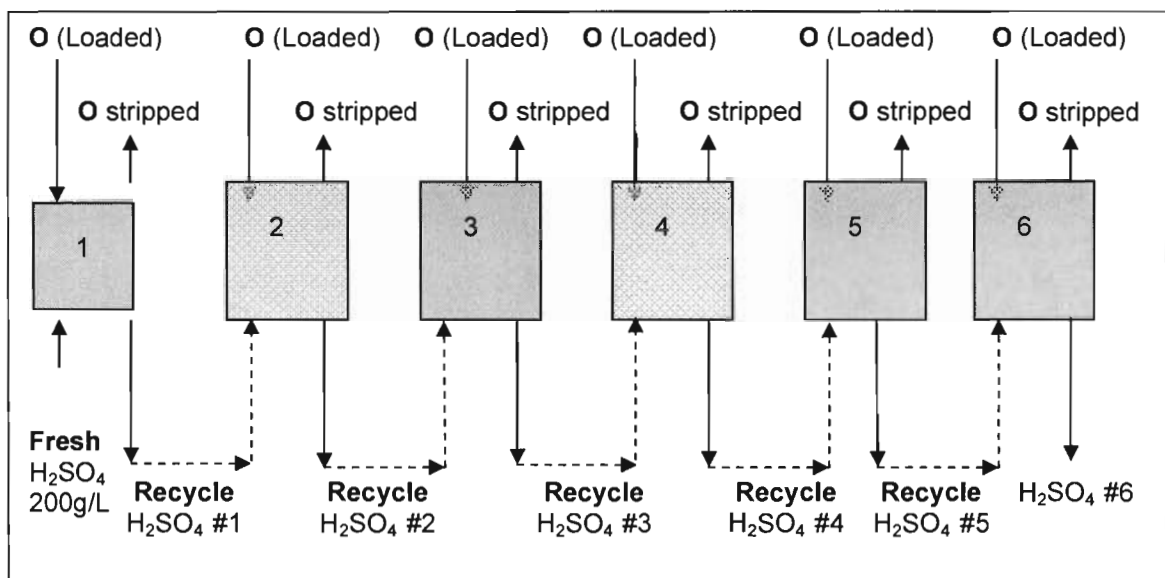 O (Loaded) O (Loaded) O (Loaded) O (Loaded) O (Loaded) O (Loaded)
O stripped O stripped O stripped O stripped O stripped O stripped
1 2 3 4 5 6
Fresh
H₂SO₄
200g/L
Recycle
H₂SO₄ #1
Recycle
H₂SO₄ #2
Recycle
H₂SO₄ #3
Recycle
H₂SO₄ #4
Recycle
H₂SO₄ #5
H₂SO₄ #6